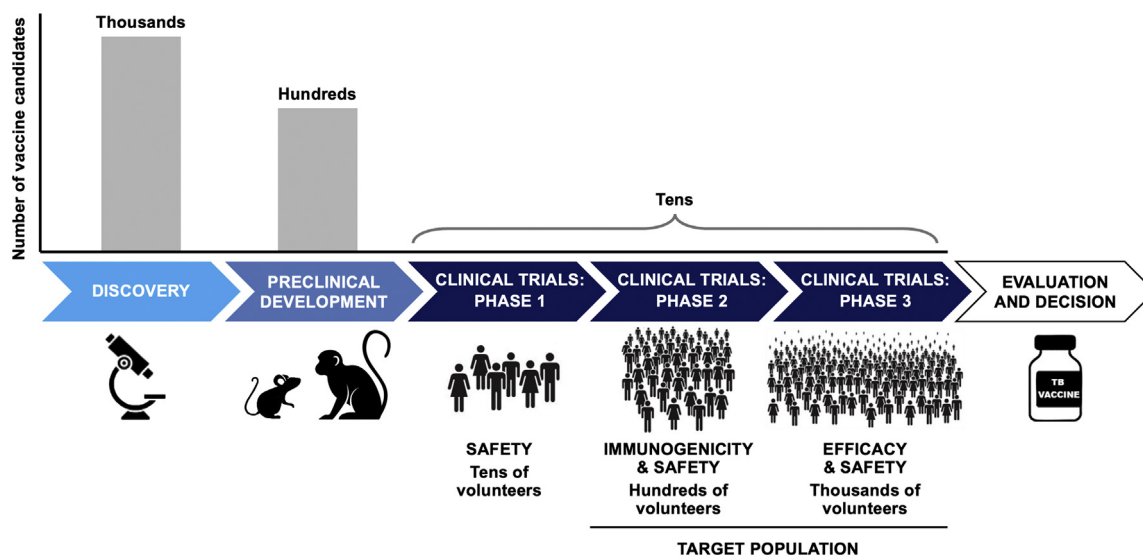 Number of vaccine candidates
Thousands
Hundreds
Tens
DISCOVERY
PRECLINICAL
DEVELOPMENT
CLINICAL TRIALS:
PHASE 1
CLINICAL TRIALS:
PHASE 2
CLINICAL TRIALS:
PHASE 3
EVALUATION
AND DECISION
TB
VACCINE
SAFETY
Tens of
volunteers
IMMUNOGENICITY
& SAFETY
Hundreds of
volunteers
EFFICACY
& SAFETY
Thousands of
volunteers
TARGET POPULATION